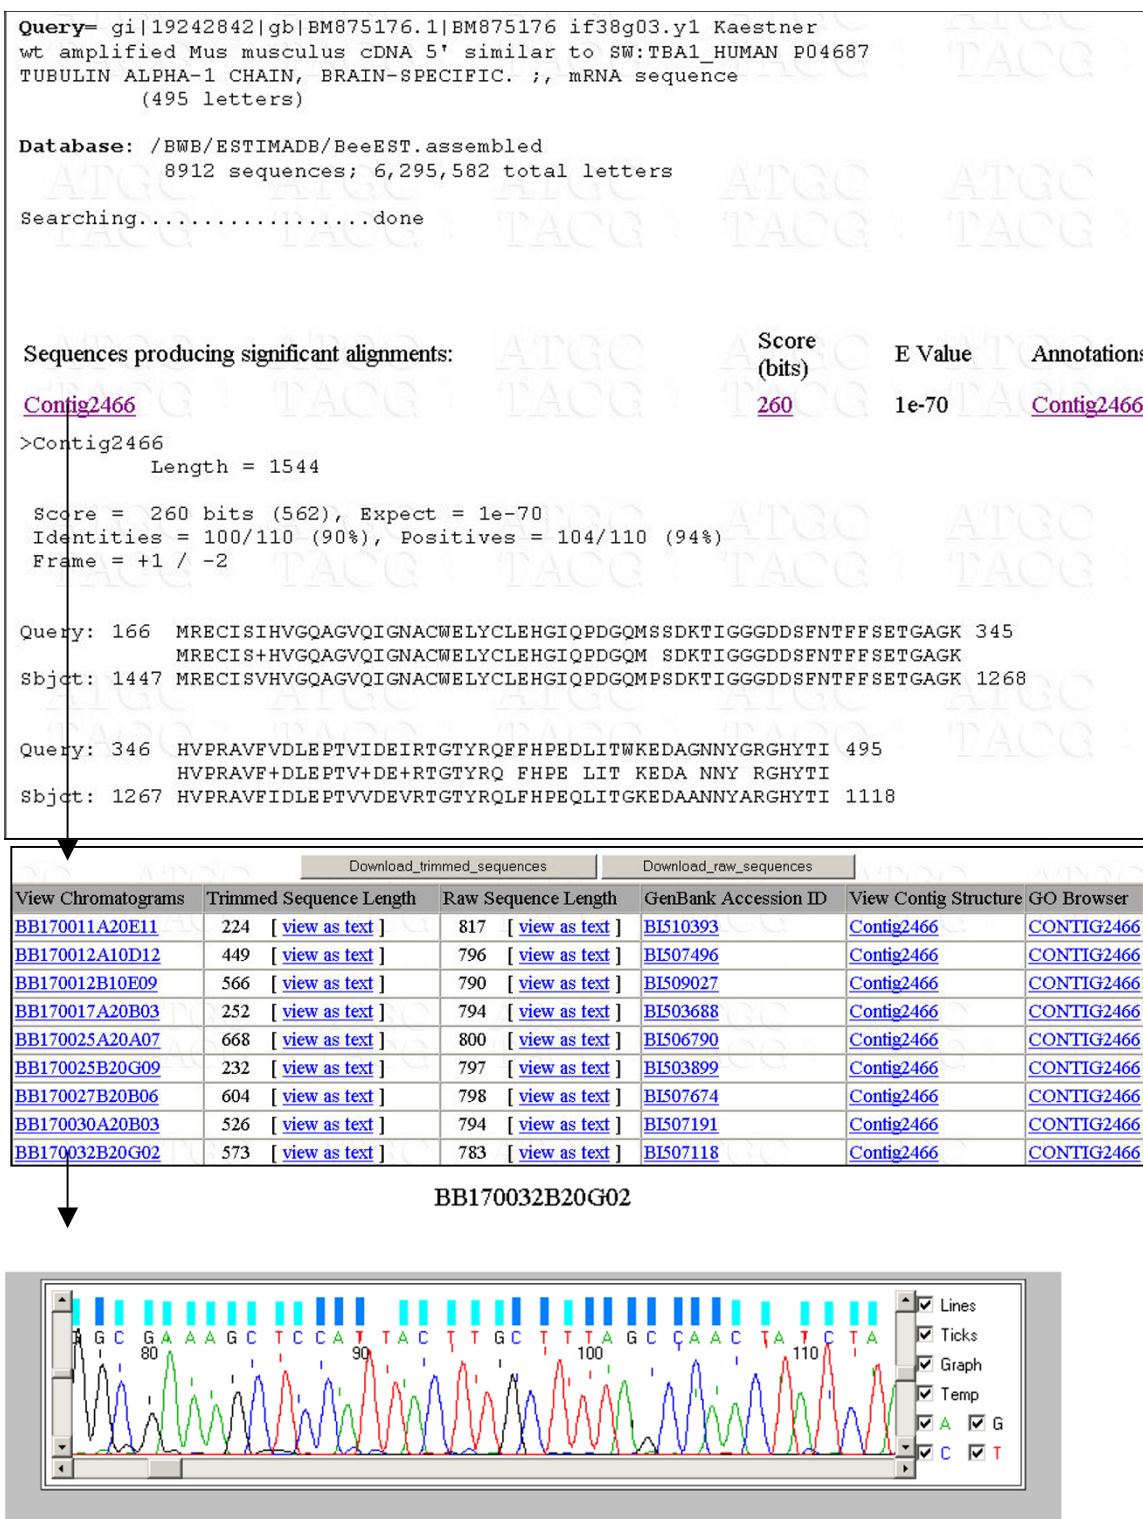 Query= gi|19242842|gb|BM875176.1|BM875176 if38g03.y1 Kaestner
wt amplified Mus musculus cDNA 5' similar to SW:TBA1_HUMAN P04687
TUBULIN ALPHA-1 CHAIN, BRAIN-SPECIFIC. ;, mRNA sequence
(495 letters)
Database: /BWB/ESTIMADB/BeeEST.assembled
8912 sequences; 6,295,582 total letters
Searching..................done
Sequences producing significant alignments: Score (bits) E Value Annotations
Contig2466 260 1e-70 Contig2466
>Contig2466
Length = 1544
Score = 260 bits (562), Expect = 1e-70
Identities = 100/110 (90%), Positives = 104/110 (94%)
Frame = +1 / -2
Query: 166 MRECISIHVGQAGVQIGNACWELYCLEHGIQPDGQMSSDKTIGGGDDSFNTFFSETGAGK 345
MRECIS+HVGQAGVQIGNACWELYCLEHGIQPDGQM SDKTIGGGDDSFNTFFSETGAGK
Sbjct: 1447 MRECISVHVGQAGVQIGNACWELYCLEHGIQPDGQMPSDKTIGGGDDSFNTFFSETGAGK 1268
Query: 346 HVPRAVFVDLEPTVIDEIRTGTYRQFFHPEDLITWKEDAGNNYGRGHYTI 495
HVPRAVF+DLEPTV+DE+RTGTYRQ FHPE LIT KEDA NNY RGHYTI
Sbjct: 1267 HVPRAVFIDLEPTVVDEVRTGTYRQLFHPEQLITGKEDAANNYARGHYTI 1118
Download_trimmed_sequences Download_raw_sequences
View Chromatograms Trimmed Sequence Length Raw Sequence Length GenBank Accession ID View Contig Structure GO Browser
BB170011A20E11 224 [ view as text ] 817 [ view as text ] BI510393 Contig2466 CONTIG2466
BB170012A10D12 449 [ view as text ] 796 [ view as text ] BI507496 Contig2466 CONTIG2466
BB170012B10E09 566 [ view as text ] 790 [ view as text ] BI509027 Contig2466 CONTIG2466
BB170017A20B03 252 [ view as text ] 794 [ view as text ] BI503688 Contig2466 CONTIG2466
BB170025A20A07 668 [ view as text ] 800 [ view as text ] BI506790 Contig2466 CONTIG2466
BB170025B20G09 232 [ view as text ] 797 [ view as text ] BI503899 Contig2466 CONTIG2466
BB170027B20B06 604 [ view as text ] 798 [ view as text ] BI507674 Contig2466 CONTIG2466
BB170030A20B03 526 [ view as text ] 794 [ view as text ] BI507191 Contig2466 CONTIG2466
BB170032B20G02 573 [ view as text ] 783 [ view as text ] BI507118 Contig2466 CONTIG2466
BB170032B20G02
Lines
A G C G A A A G C T C C A T T A C T T G C T T T A G C C A A C T A T C T A
Ticks
80 90 100 110
Graph
Temp
A G
C T